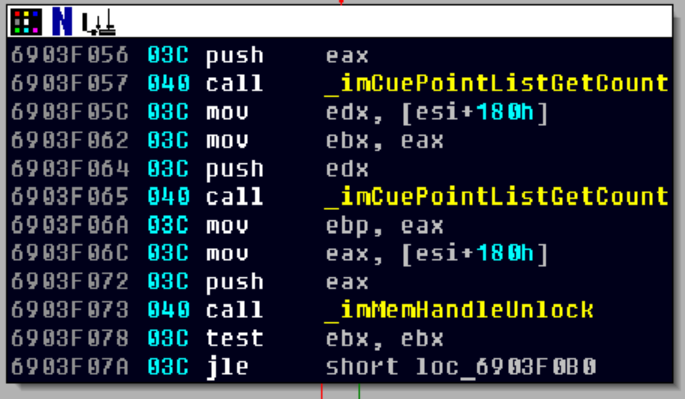 6903F056 03C push eax
6903F057 040 call _imCuePointListGetCount
6903F05C 03C mov edx, [esi+180h]
6903F062 03C mov ebx, eax
6903F064 03C push edx
6903F065 040 call _imCuePointListGetCount
6903F06A 03C mov ebp, eax
6903F06C 03C mov eax, [esi+180h]
6903F072 03C push eax
6903F073 040 call _imMemHandleUnlock
6903F078 03C test ebx, ebx
6903F07A 03C jle short loc_6903F0B0